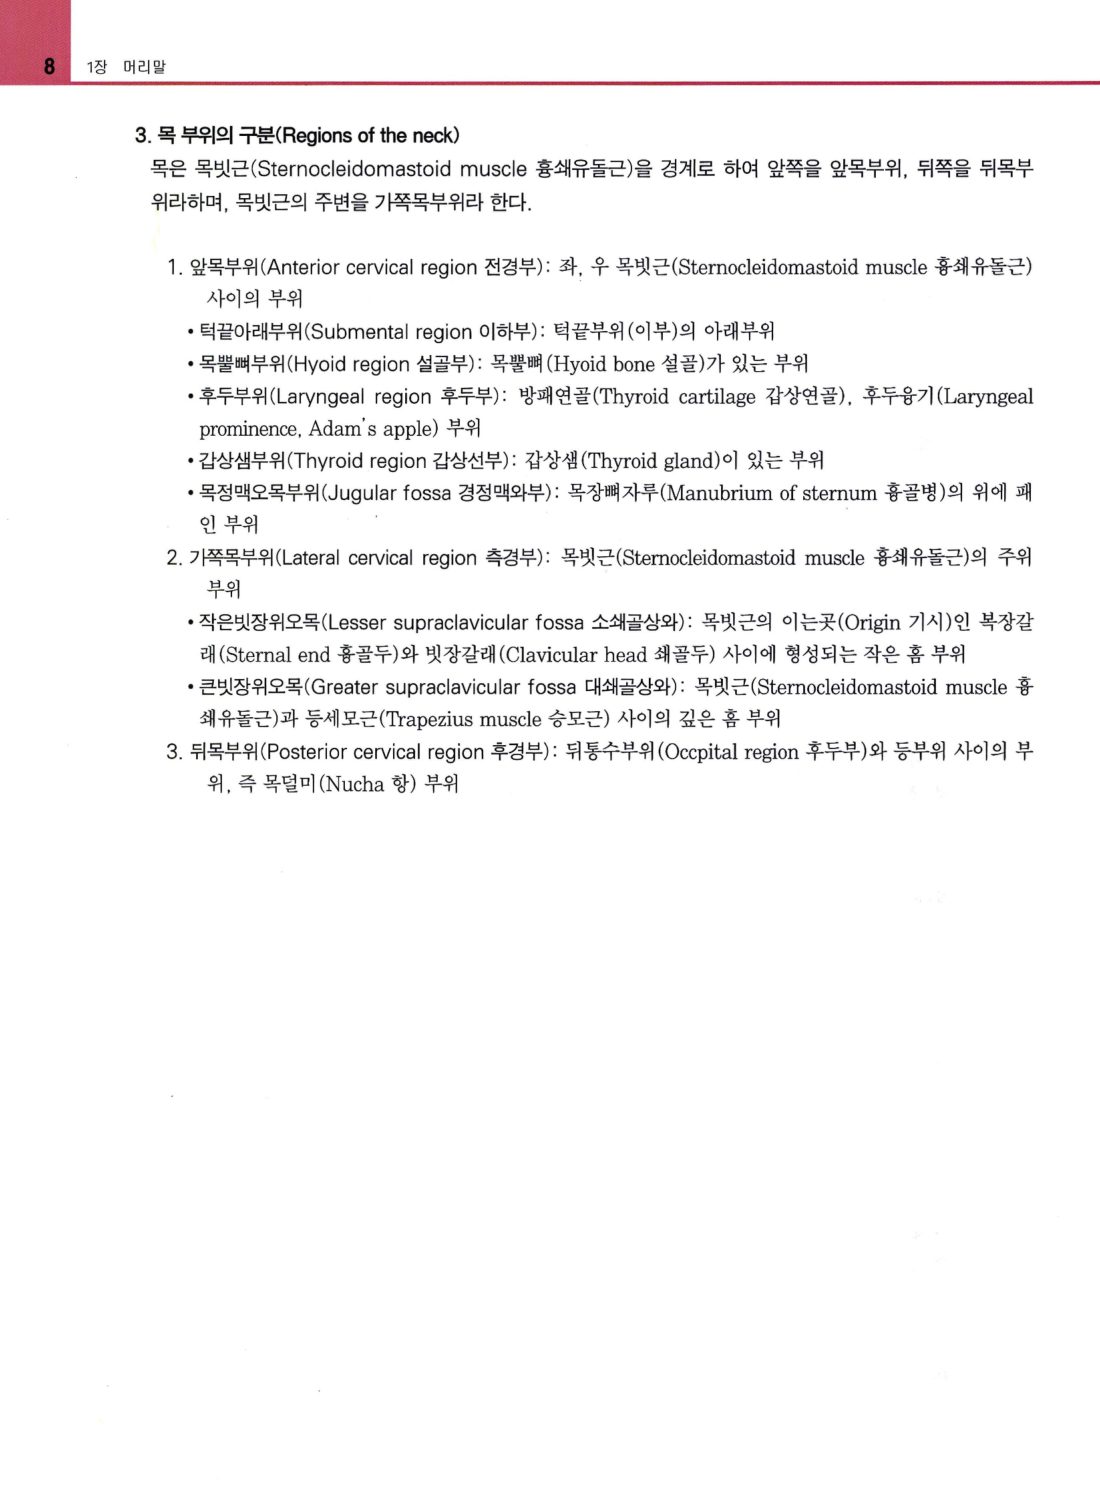 8 1장 머리말
3. 목 부위의 구분(Regions of the neck)
목은 목빗근(Sternocleidomastoid muscle 흉쇄유돌근)을 경계로 하여 앞쪽을 앞목부위, 뒤쪽을 뒤목부
위라하며, 목빗근의 주변을 가쪽목부위라 한다.
1. 앞목부위(Anterior cervical region 전경부): 좌, 우 목빗근(Sternocleidomastoid muscle 흉쇄유돌근)
사이의 부위
• 턱끝아래부위(Submental region 이하부): 턱끝부위(이부)의 아래부위
• 목뿔뼈부위(Hyoid region 설골부): 목뿔뼈(Hyoid bone 설골)가 있는 부위
• 후두부위(Laryngeal region 후두부): 방패연골(Thyroid cartilage 갑상연골), 후두융기(Laryngeal
prominence, Adam's apple) 부위
• 갑상샘부위(Thyroid region 갑상선부): 갑상샘(Thyroid gland)이 있는 부위
• 목정맥오목부위(Jugular fossa 경정맥와부): 목장뼈자루(Manubrium of sternum 흉골병)의 위에 패
인 부위
2. 가쪽목부위(Lateral cervical region 측경부): 목빗근(Sternocleidomastoid muscle 흉쇄유돌근)의 주위
부위
• 작은빗장위오목(Lesser supraclavicular fossa 소쇄골상와): 목빗근의 이는곳(Origin 기시)인 복장갈
래(Sternal end 흉골두)와 빗장갈래(Clavicular head 쇄골두) 사이에 형성되는 작은 홈 부위
• 큰빗장위오목(Greater supraclavicular fossa 대쇄골상와): 목빗근(Sternocleidomastoid muscle 흉
쇄유돌근)과 등세모근(Trapezius muscle 승모근) 사이의 깊은 홈 부위
3. 뒤목부위(Posterior cervical region 후경부): 뒤통수부위(Occpital region 후두부)와 등부위 사이의 부
위, 즉 목덜미(Nucha 항) 부위